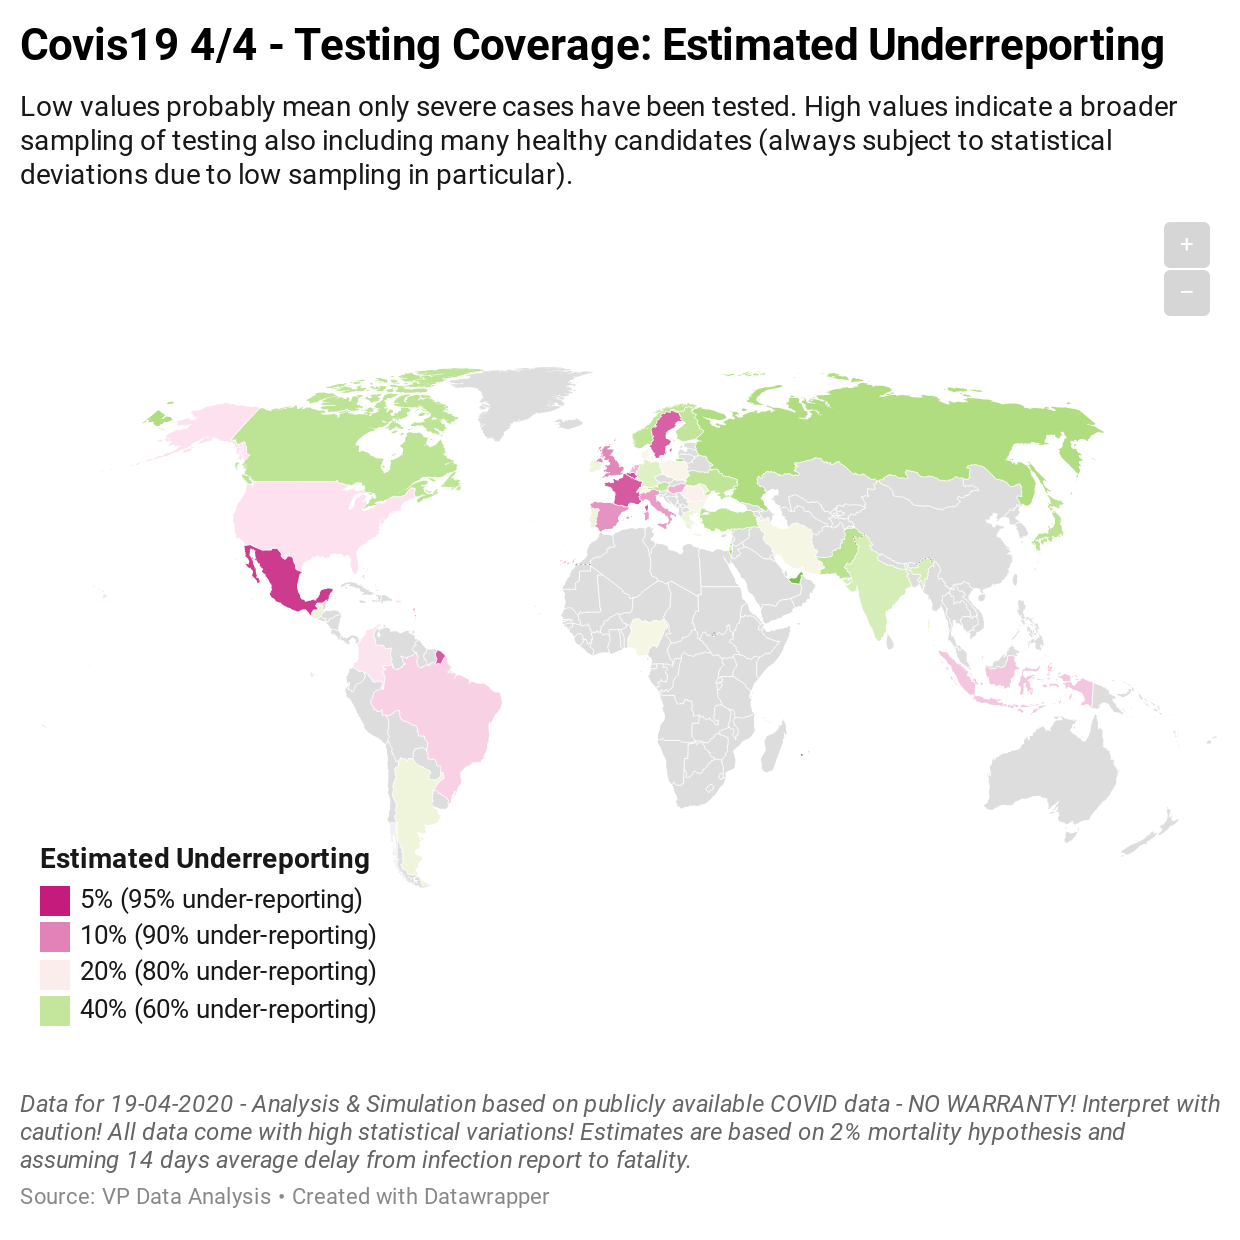 Covis19 4/4 - Testing Coverage: Estimated Underreporting
Low values probably mean only severe cases have been tested. High values indicate a broader
sampling of testing also including many healthy candidates (always subject to statistical
deviations due to low sampling in particular).
+
−
Estimated Underreporting
5% (95% under-reporting)
10% (90% under-reporting)
20% (80% under-reporting)
40% (60% under-reporting)
Data for 19-04-2020 - Analysis & Simulation based on publicly available COVID data - NO WARRANTY! Interpret with
caution! All data come with high statistical variations! Estimates are based on 2% mortality hypothesis and
assuming 14 days average delay from infection report to fatality.
Source: VP Data Analysis • Created with Datawrapper